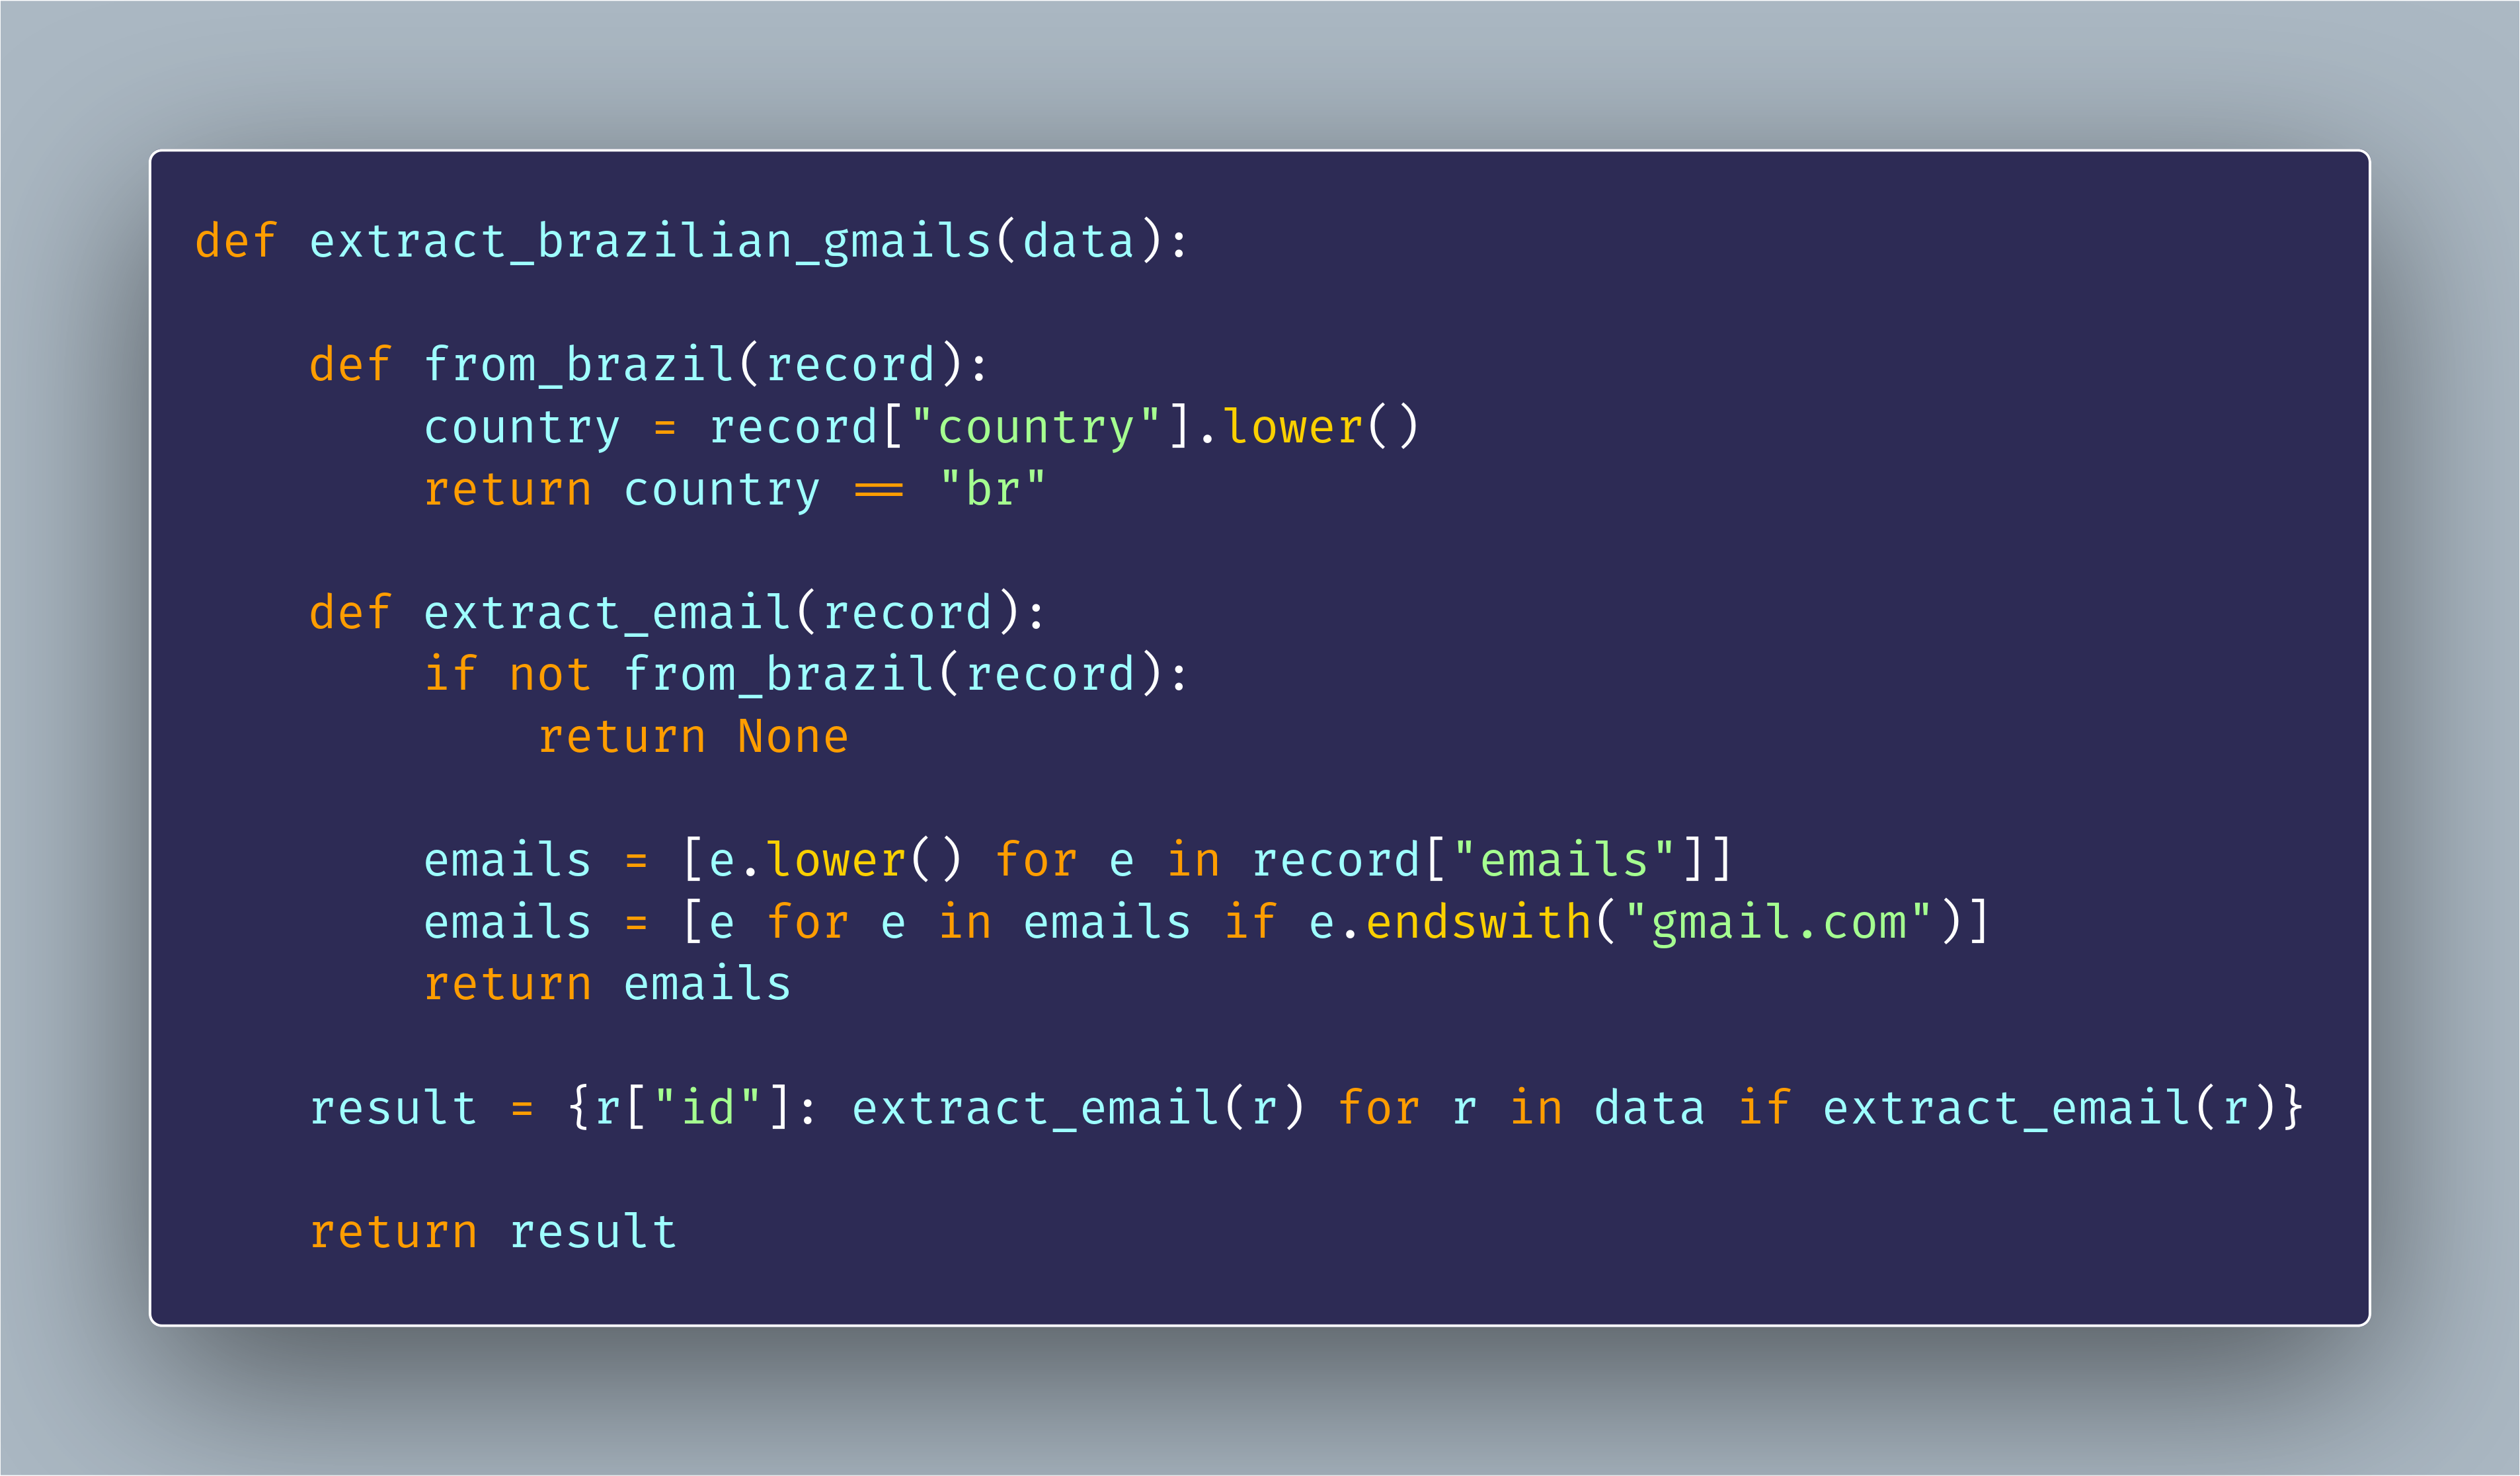 def extract_brazilian_gmails(data):
    def from_brazil(record):
        country = record["country"].lower()
        return country == "br"
    def extract_email(record):
        if not from_brazil(record):
            return None
        emails = [e.lower() for e in record["emails"]]
        emails = [e for e in emails if e.endswith("gmail.com")]
        return emails
    result = {r["id"]: extract_email(r) for r in data if extract_email(r)}
    return result